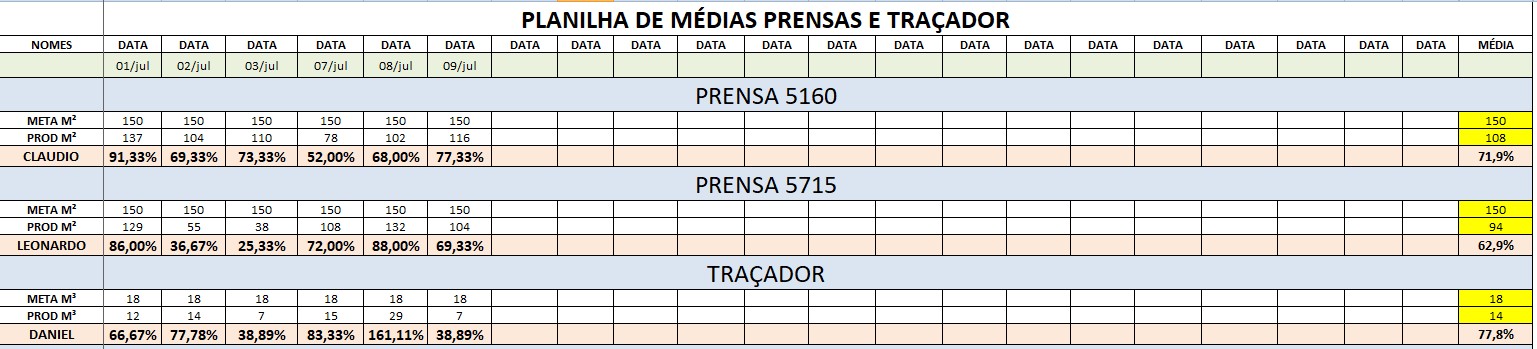 PLANILHA DE MÉDIAS PRENSAS E TRAÇADOR
NOMES DATA DATA DATA DATA DATA DATA DATA DATA DATA DATA DATA DATA DATA DATA DATA DATA DATA DATA DATA DATA DATA DATA MÉDIA
01/jul 02/jul 03/jul 07/jul 08/jul 09/jul
PRENSA 5160
META M² 150 150 150 150 150 150 150
PROD M² 137 104 110 78 102 116 108
CLAUDIO 91,33% 69,33% 73,33% 52,00% 68,00% 77,33% 71,9%
PRENSA 5715
META M² 150 150 150 150 150 150 150
PROD M² 129 55 38 108 132 104 94
LEONARDO 86,00% 36,67% 25,33% 72,00% 88,00% 69,33% 62,9%
TRAÇADOR
META M³ 18 18 18 18 18 18 18
PROD M³ 12 14 7 15 29 7 14
DANIEL 66,67% 77,78% 38,89% 83,33% 161,11% 38,89% 77,8%